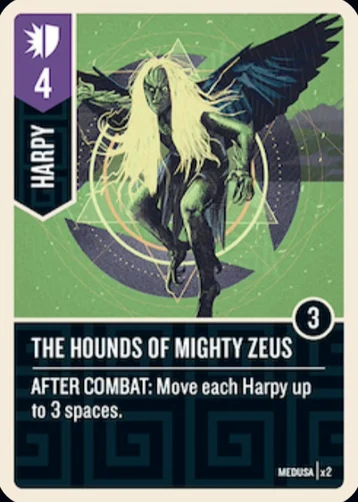 4
HARPY
3
THE HOUNDS OF MIGHTY ZEUS
AFTER COMBAT: Move each Harpy up
to 3 spaces.
MEDUSA | x2